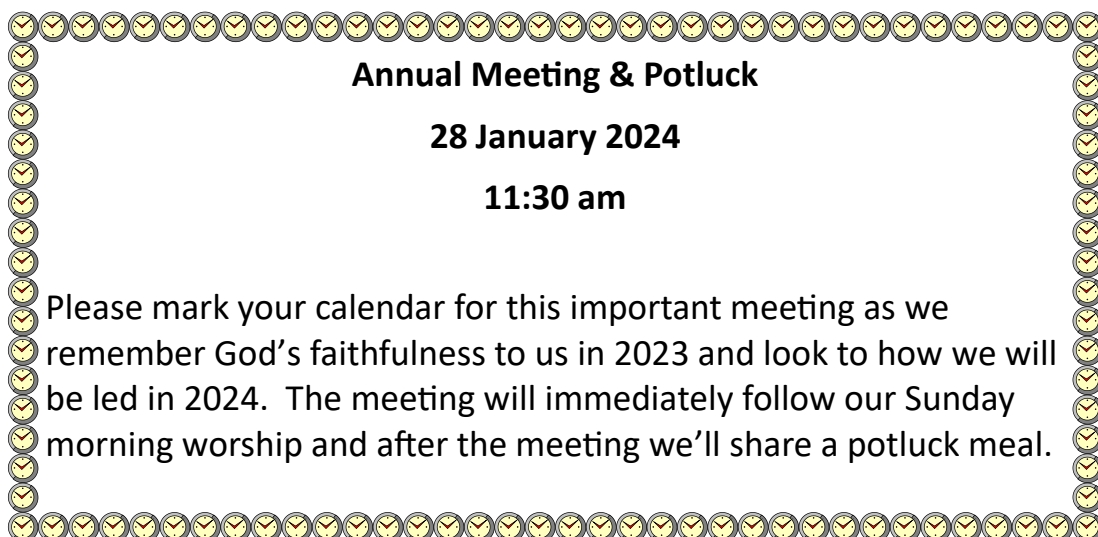 Annual Meeting & Potluck
28 January 2024
11:30 am
Please mark your calendar for this important meeting as we
remember God’s faithfulness to us in 2023 and look to how we will
be led in 2024.  The meeting will immediately follow our Sunday
morning worship and after the meeting we’ll share a potluck meal.